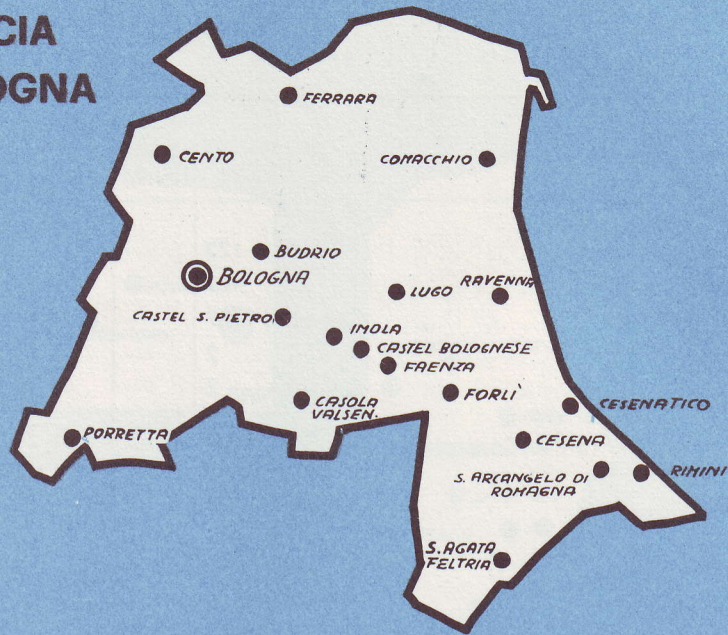 CIA
OGNA
FERRARA
CENTO
COMACCHIO
BUDRIO
BOLOGNA
LUGO
RAVENNA
CASTEL S. PIETRO
IMOLA
CASTEL BOLOGNESE
FAENZA
CASOLA
VALSEN.
FORLÌ
CESENATICO
PORRETTA
CESENA
S. ARCANGELO DI
ROMAGNA
RIMINI
S. AGATA
FELTRIA